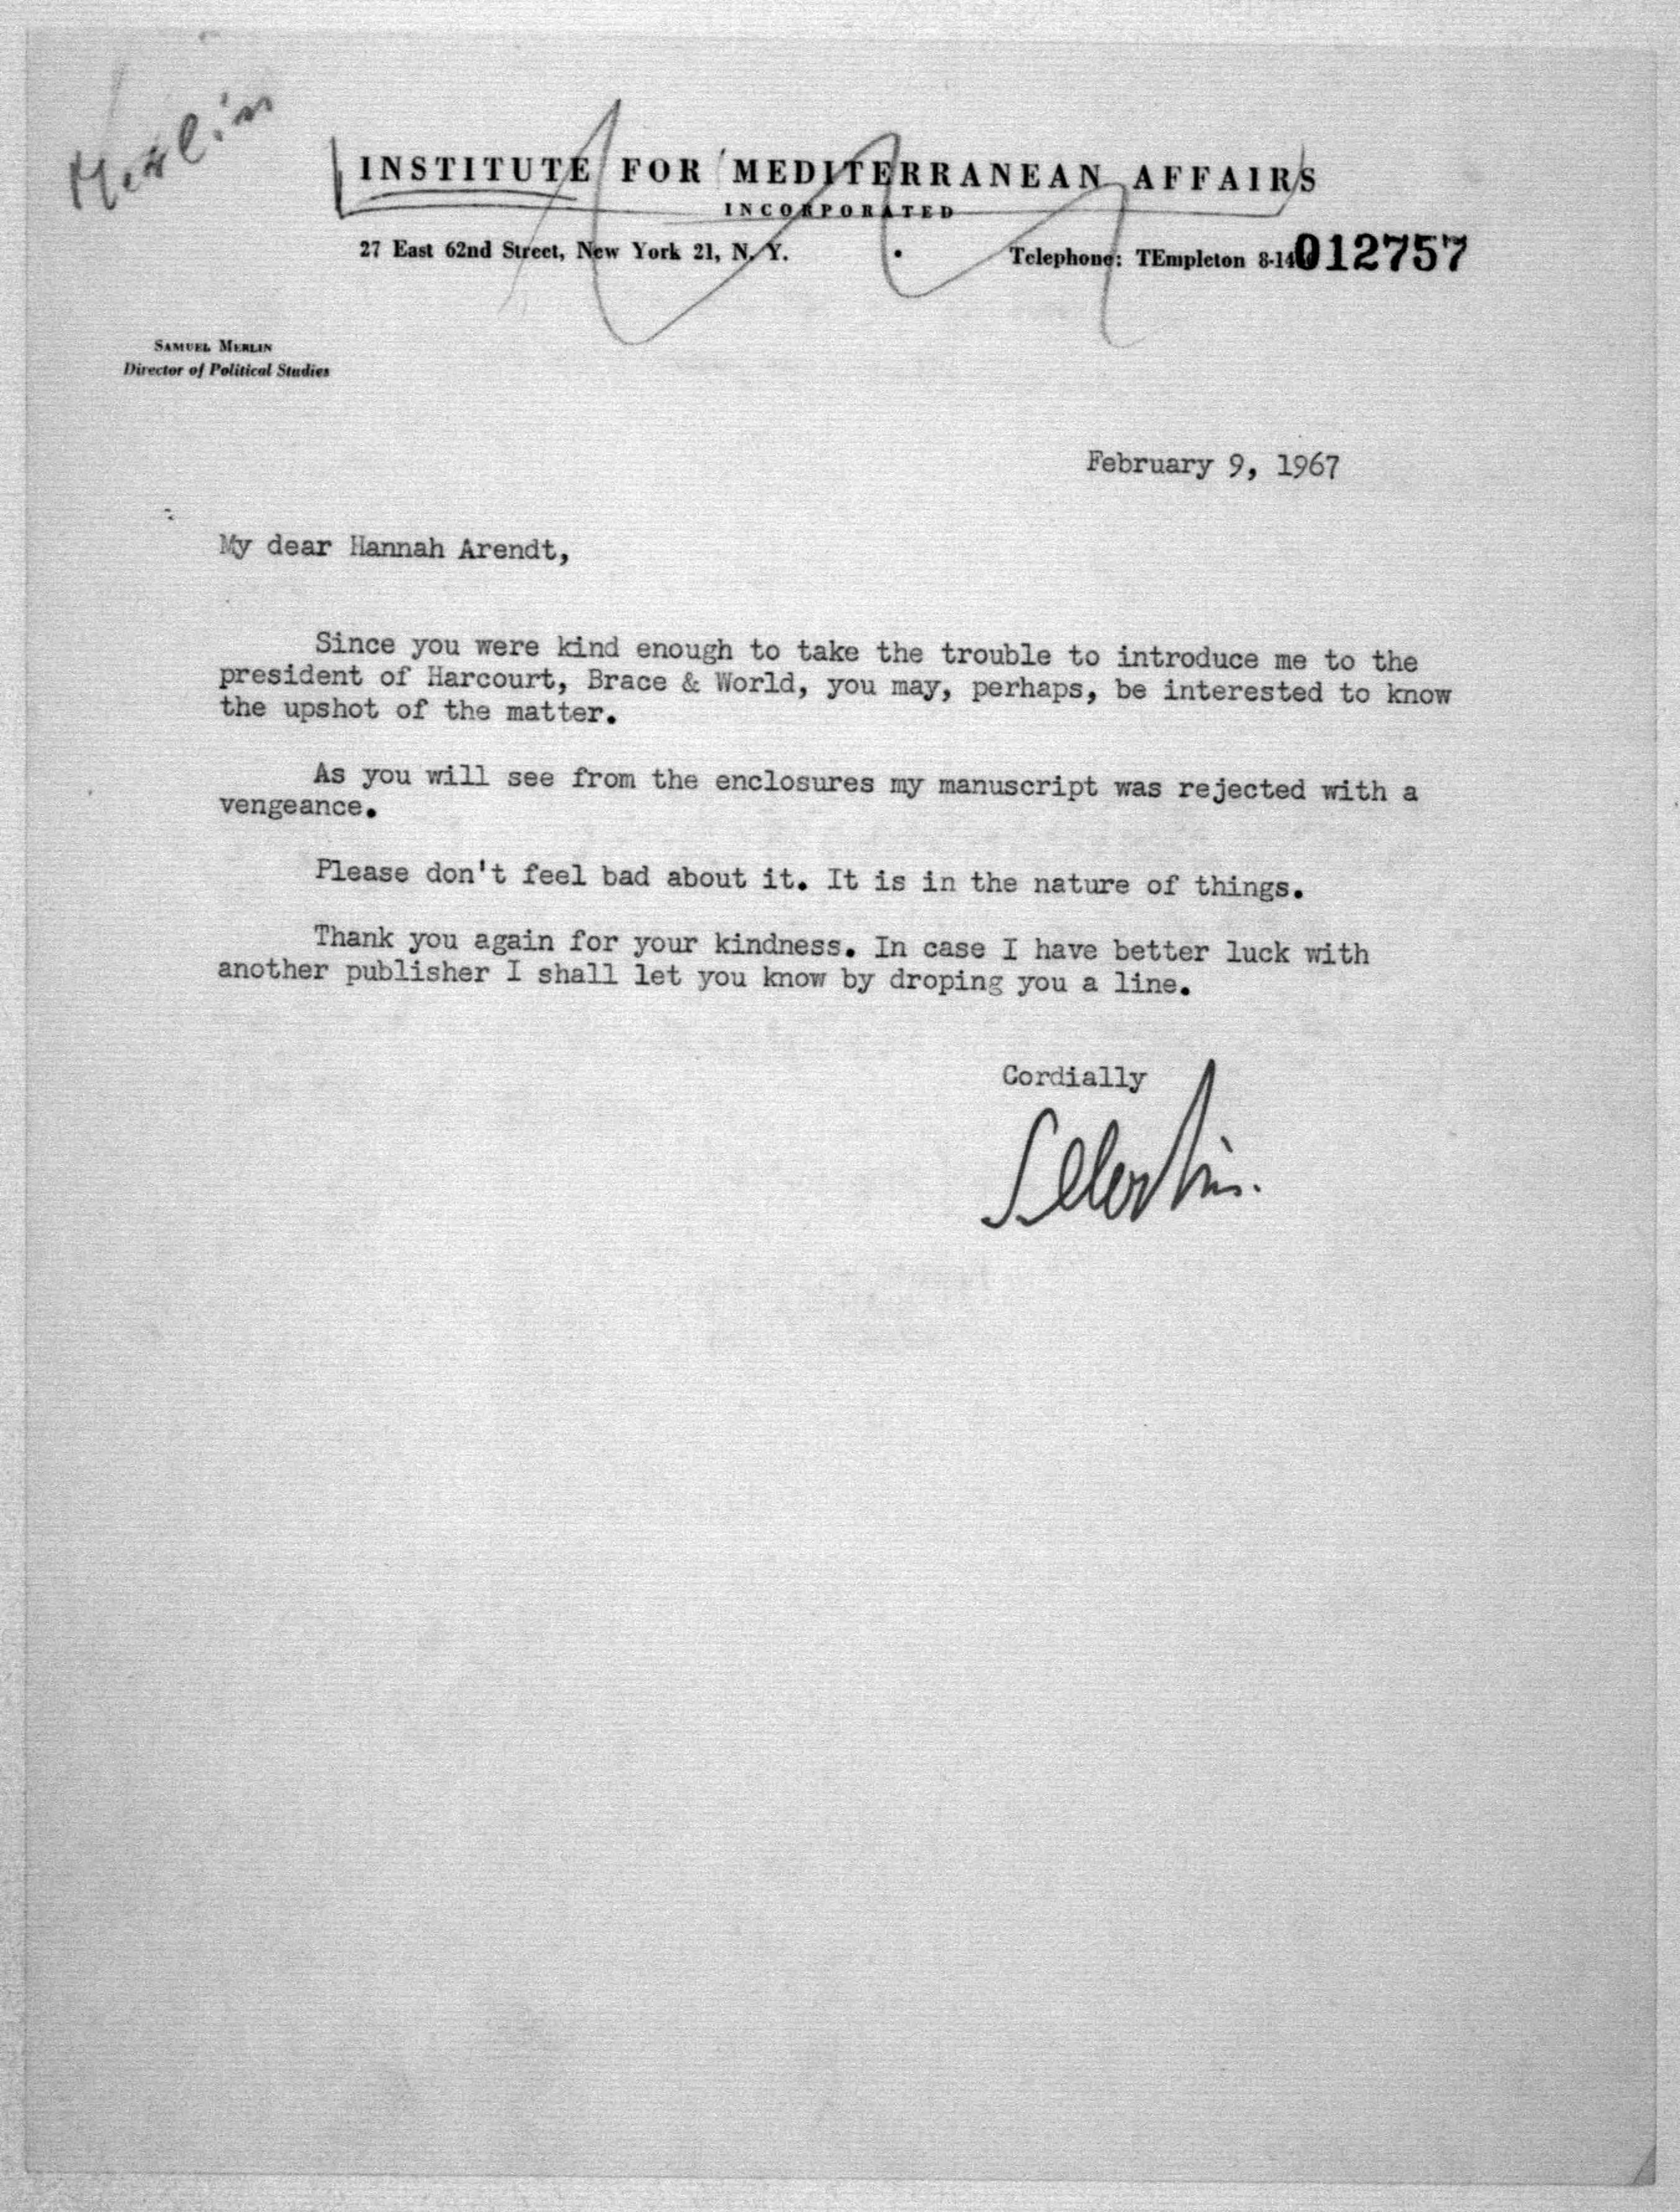 Merlin
INSTITUTE FOR MEDITERRANEAN AFFAIRS
INCORPORATED
27 East 62nd Street, New York 21, N. Y. • Telephone: TEmpleton 8-14
012757
SAMUEL MERLIN
Director of Political Studies
February 9, 1967
My dear Hannah Arendt,
Since you were kind enough to take the trouble to introduce me to the
president of Harcourt, Brace & World, you may, perhaps, be interested to know
the upshot of the matter.
As you will see from the enclosures my manuscript was rejected with a
vengeance.
Please don't feel bad about it. It is in the nature of things.
Thank you again for your kindness. In case I have better luck with
another publisher I shall let you know by droping you a line.
Cordially
SMerlin.